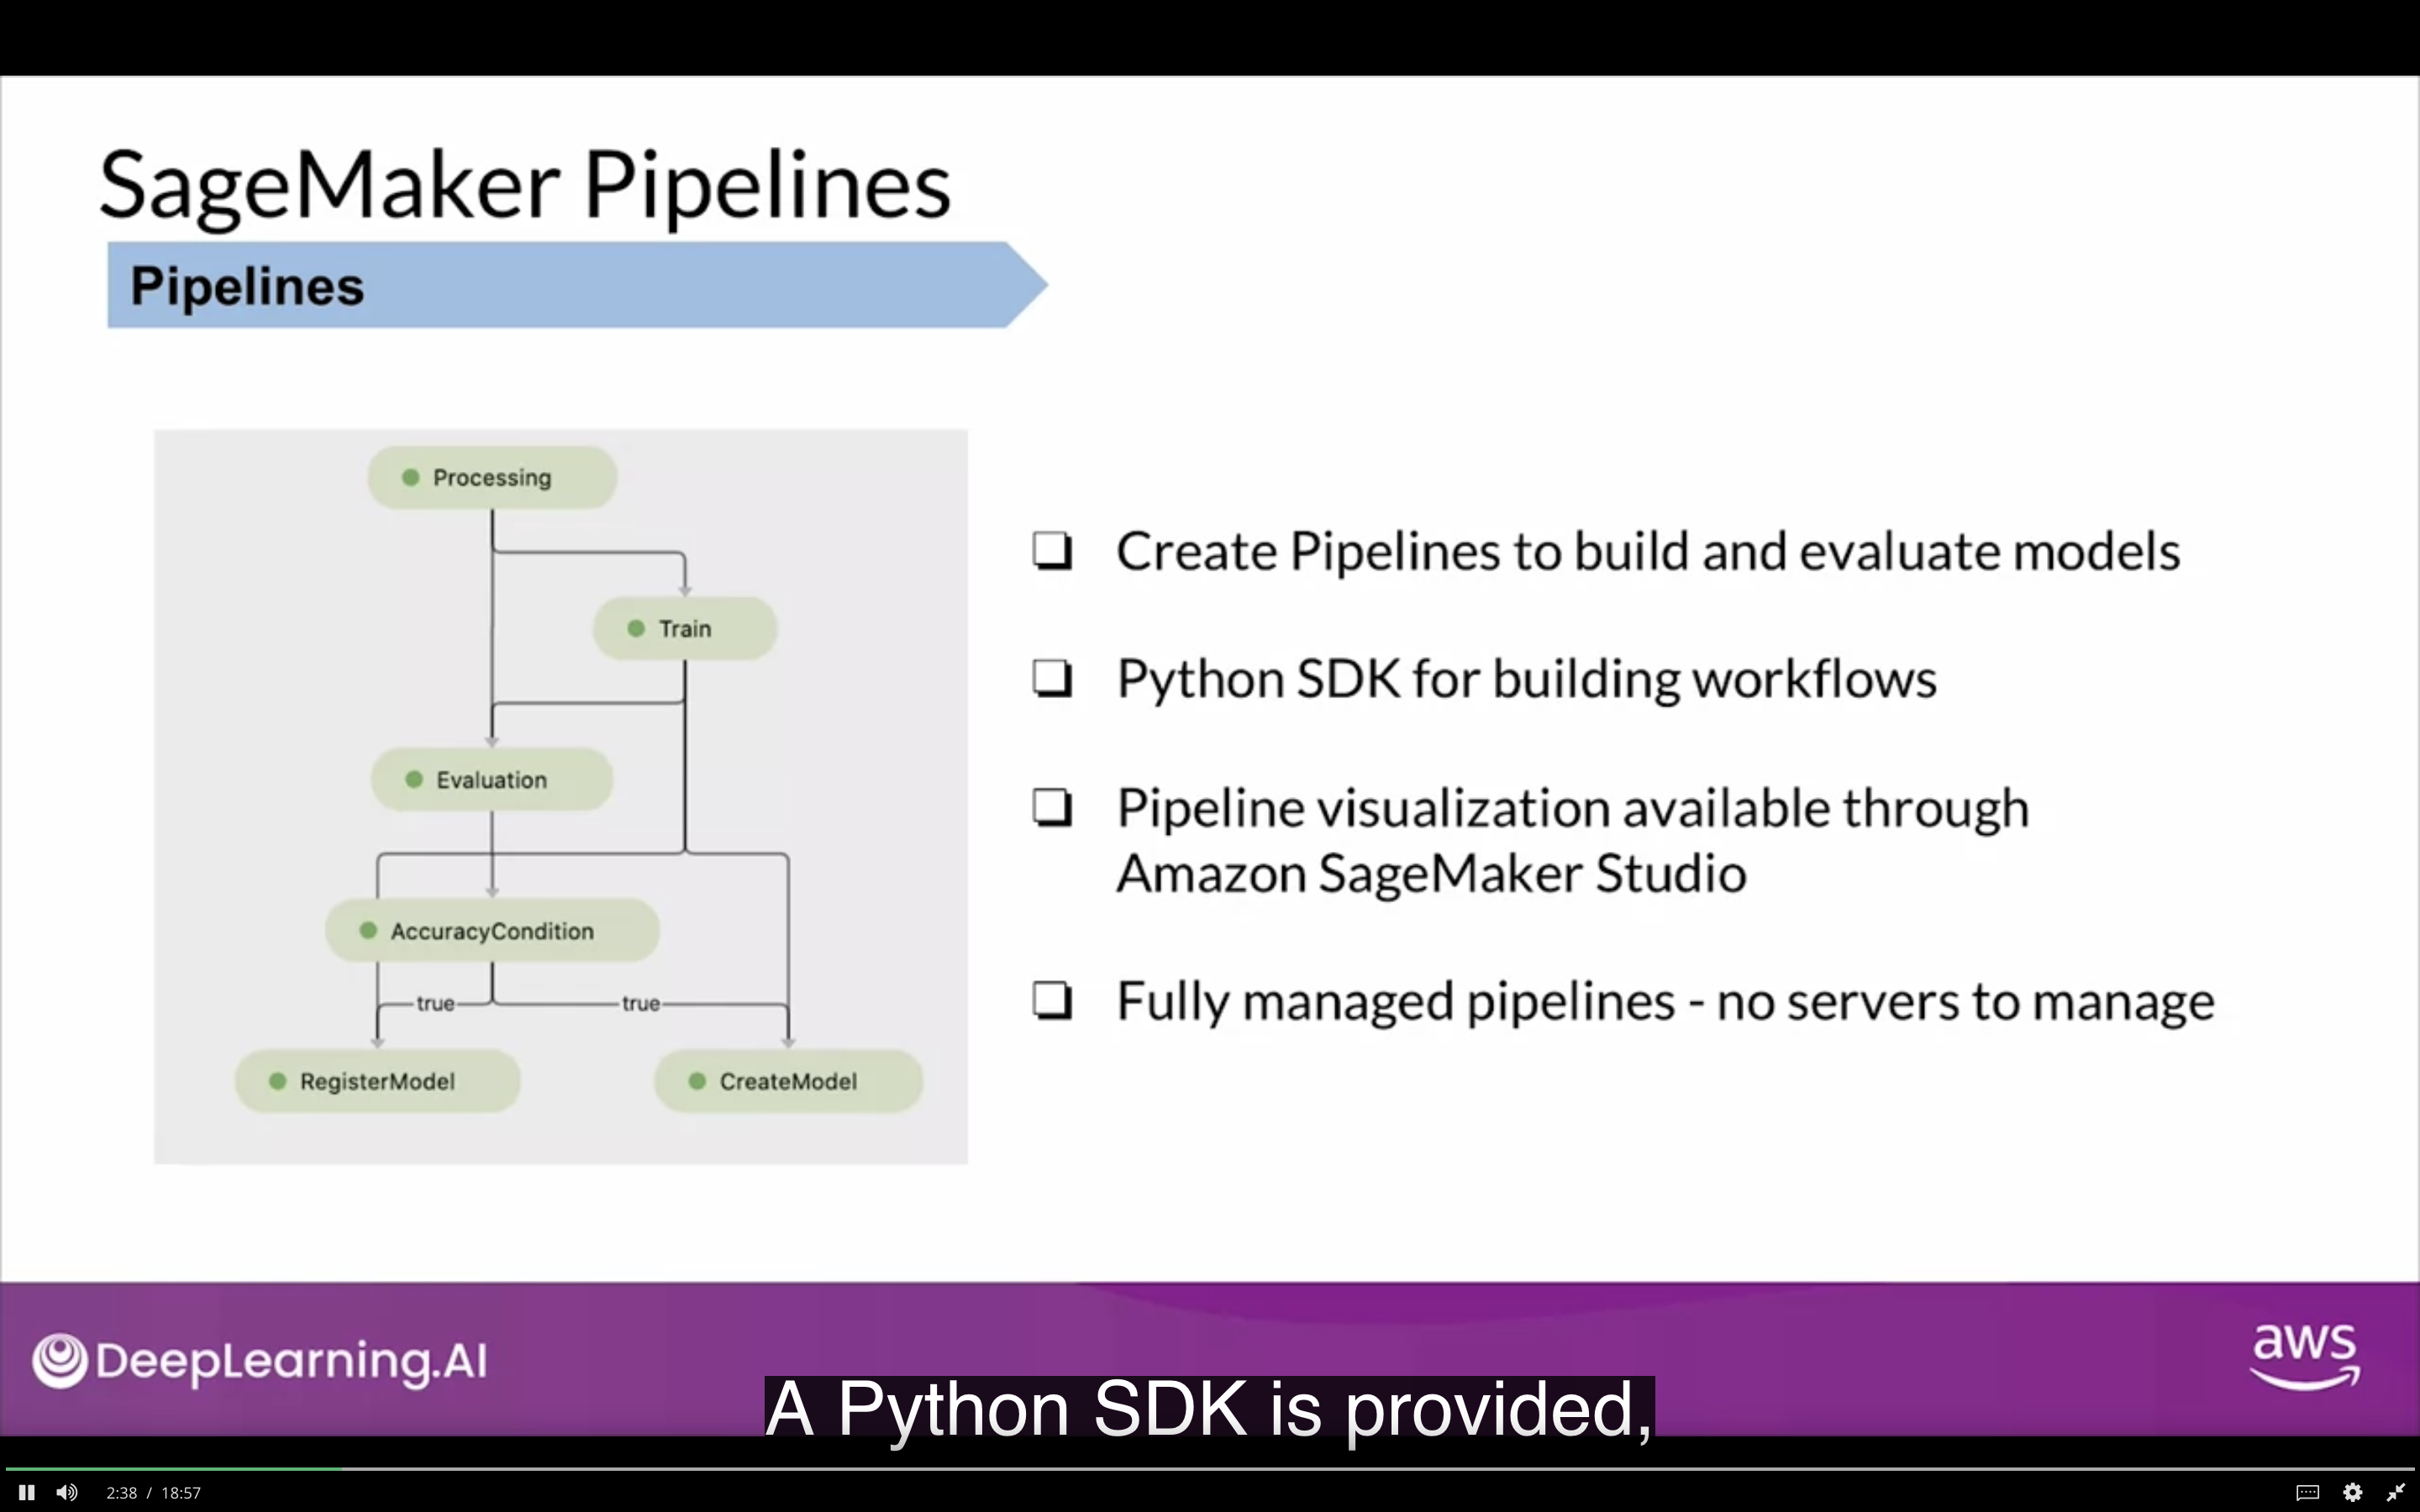 SageMaker Pipelines
Pipelines
Processing
Train
Evaluation
AccuracyCondition
true
true
RegisterModel
CreateModel
❑ Create Pipelines to build and evaluate models
❑ Python SDK for building workflows
❑ Pipeline visualization available through
Amazon SageMaker Studio
❑ Fully managed pipelines - no servers to manage
DeepLearning.AI
aws
A Python SDK is provided,
2:38 / 18:57